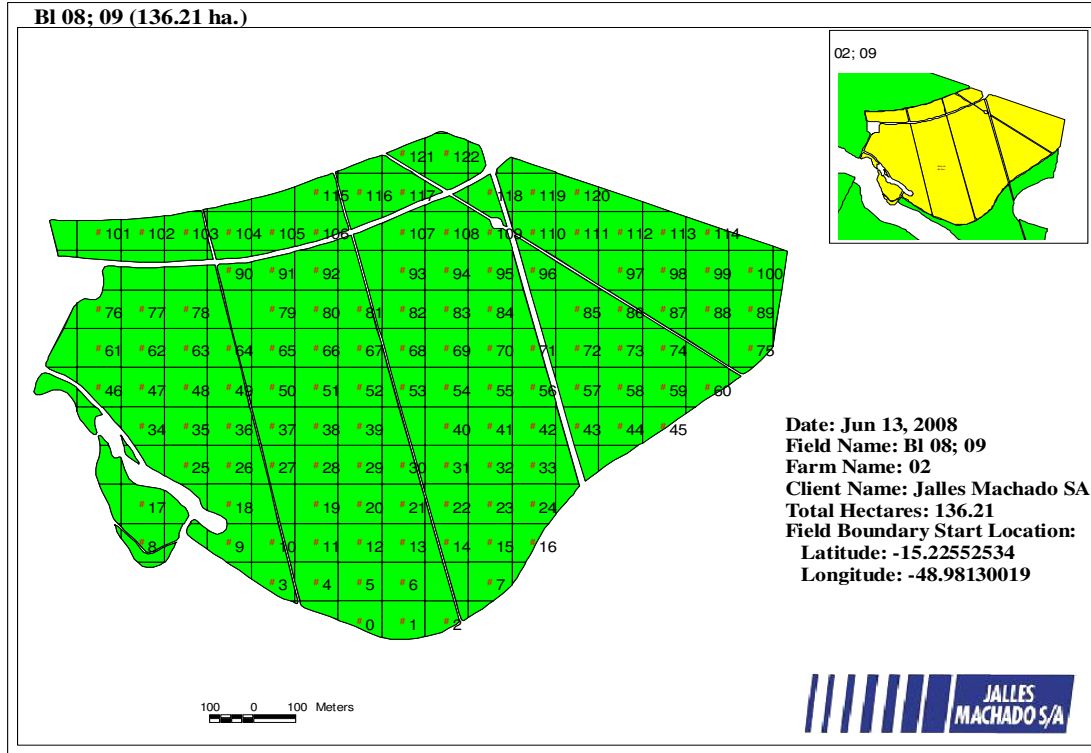 Bl 08; 09 (136.21 ha.)
02; 09
# 121 # 122
# 115 # 116 # 117 # 118 # 119 # 120
# 101 # 102 # 103 # 104 # 105 # 106 # 107 # 108 # 109 # 110 # 111 # 112 # 113 # 114
# 90 # 91 # 92 # 93 # 94 # 95 # 96 # 97 # 98 # 99 # 100
# 76 # 77 # 78 # 79 # 80 # 81 # 82 # 83 # 84 # 85 # 86 # 87 # 88 # 89
# 61 # 62 # 63 # 64 # 65 # 66 # 67 # 68 # 69 # 70 # 71 # 72 # 73 # 74 # 75
# 46 # 47 # 48 # 49 # 50 # 51 # 52 # 53 # 54 # 55 # 56 # 57 # 58 # 59 # 60
# 34 # 35 # 36 # 37 # 38 # 39 # 40 # 41 # 42 # 43 # 44 # 45
# 25 # 26 # 27 # 28 # 29 # 30 # 31 # 32 # 33
# 17 # 18 # 19 # 20 # 21 # 22 # 23 # 24
# 8 # 9 # 10 # 11 # 12 # 13 # 14 # 15 # 16
# 3 # 4 # 5 # 6 # 7
# 0 # 1 # 2
Date: Jun 13, 2008
Field Name: Bl 08; 09
Farm Name: 02
Client Name: Jalles Machado SA
Total Hectares: 136.21
Field Boundary Start Location:
Latitude: -15.22552534
Longitude: -48.98130019
100 0 100 Meters
JALLES
MACHADO S/A